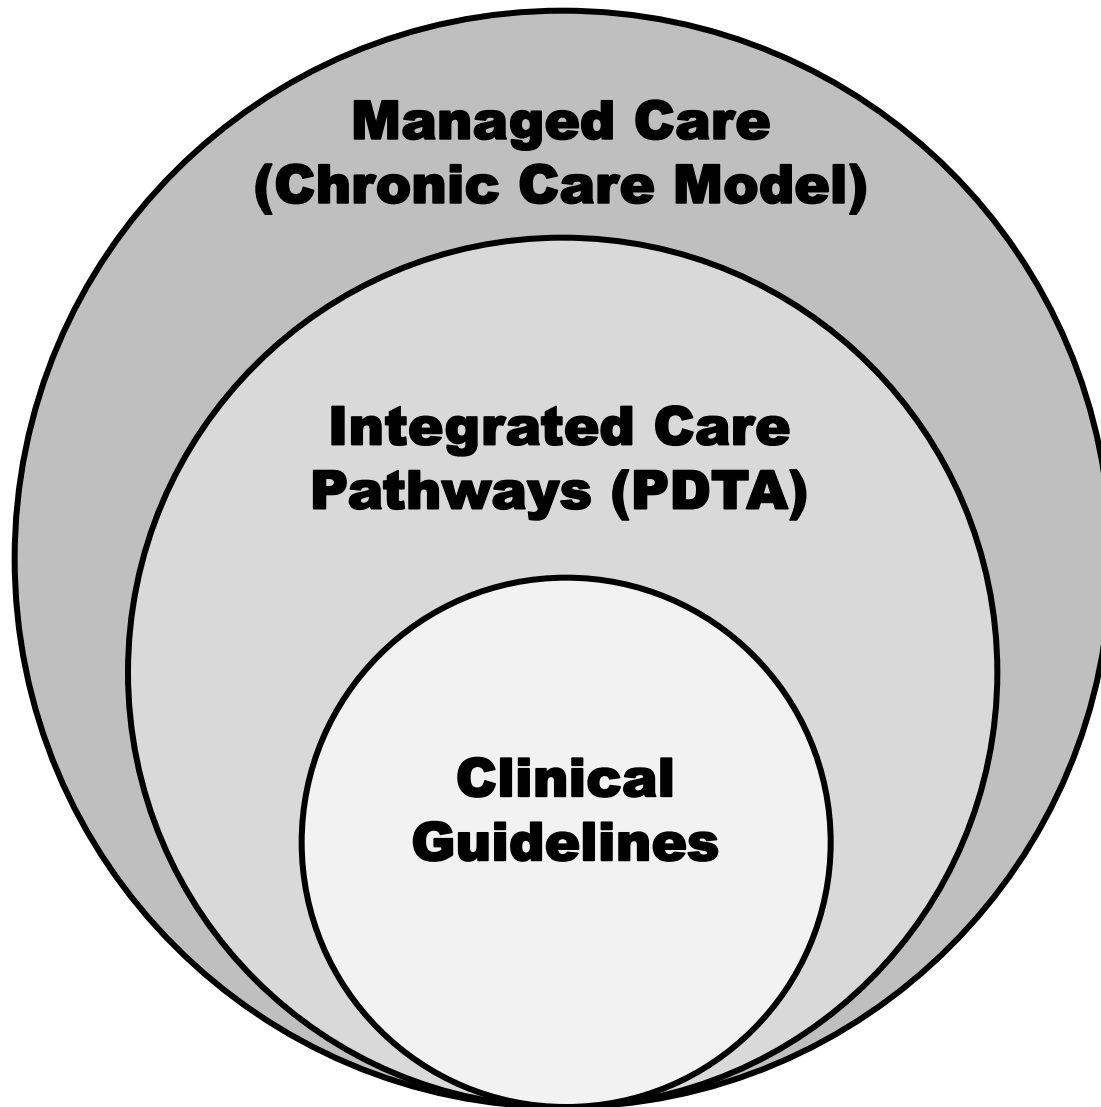 Managed Care
(Chronic Care Model)
Integrated Care
Pathways (PDTA)
Clinical
Guidelines